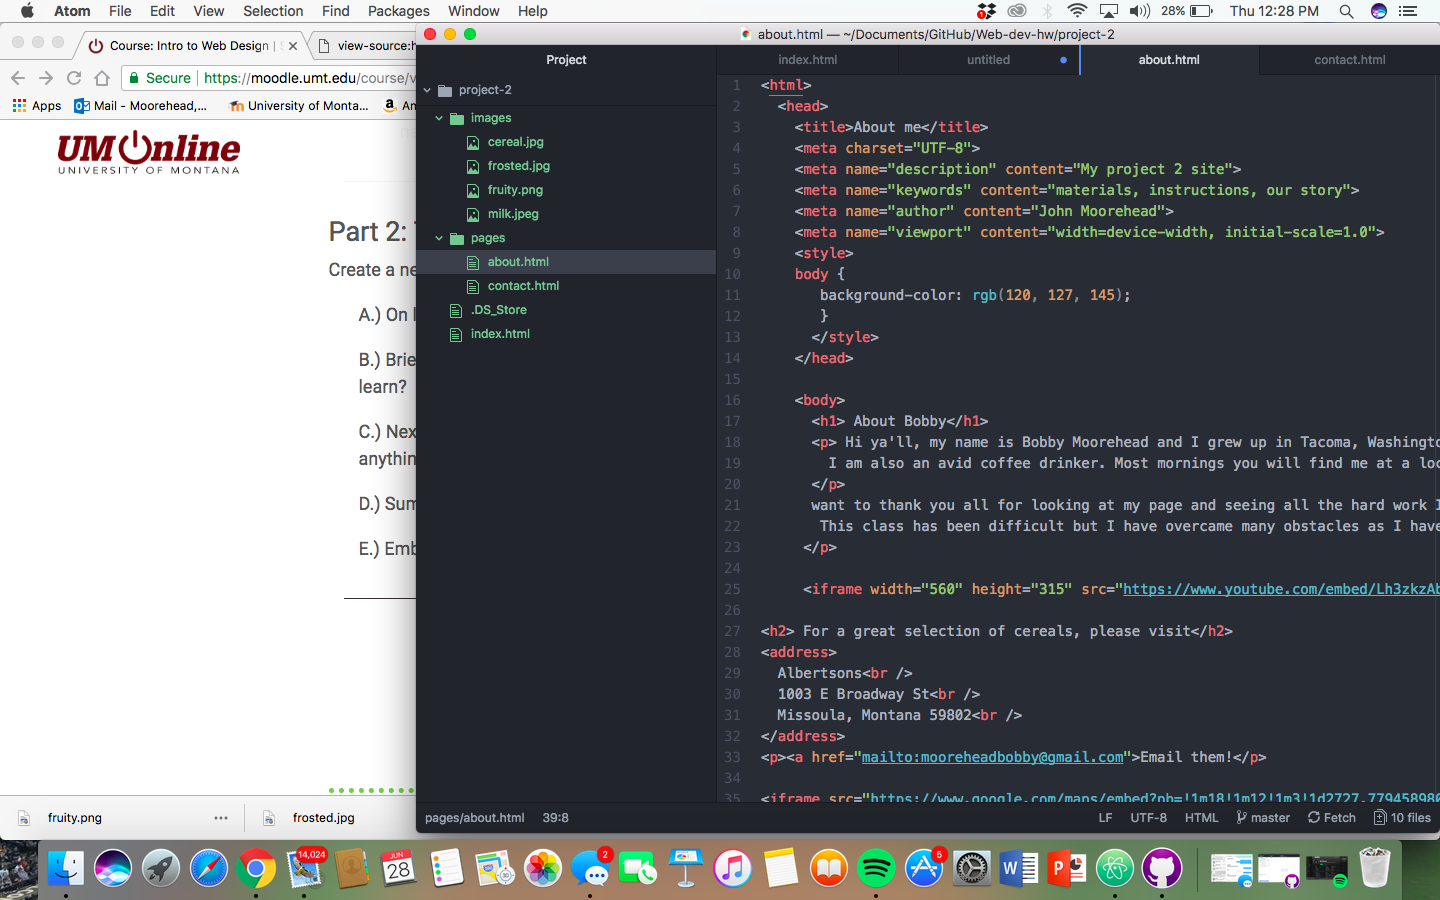 Atom File Edit View Selection Find Packages Window Help
1
28%
Thu 12:28 PM
Course: Intro to Web Design |
view-source:h
Secure
https://moodle.umt.edu/course/v
Apps
Mail - Moorehead,...
University of Monta...
UM Online
UNIVERSITY OF MONTANA
Part 2:
Create a ne
A.) On l
B.) Brie
learn?
C.) Nex
anythin
D.) Sum
E.) Emb
fruity.png
frosted.jpg
about.html — ~/Documents/GitHub/Web-dev-hw/project-2
Project
project-2
images
cereal.jpg
frosted.jpg
fruity.png
milk.jpeg
pages
about.html
contact.html
.DS_Store
index.html
index.html
untitled
about.html
contact.html
1 <html>
2 <head>
3 <title>About me</title>
4 <meta charset="UTF-8">
5 <meta name="description" content="My project 2 site">
6 <meta name="keywords" content="materials, instructions, our story">
7 <meta name="author" content="John Moorehead">
8 <meta name="viewport" content="width=device-width, initial-scale=1.0">
9 <style>
10 body {
11 background-color: rgb(120, 127, 145);
12 }
13 </style>
14 </head>
15
16 <body>
17 <h1> About Bobby</h1>
18 <p> Hi ya'll, my name is Bobby Moorehead and I grew up in Tacoma, Washingto
19 I am also an avid coffee drinker. Most mornings you will find me at a loc
20 </p>
21 want to thank you all for looking at my page and seeing all the hard work I
22 This class has been difficult but I have overcame many obstacles as I have
23 </p>
24
25 <iframe width="560" height="315" src="https://www.youtube.com/embed/Lh3zkzAb
26
27 <h2> For a great selection of cereals, please visit</h2>
28 <address>
29 Albertsons<br />
30 1003 E Broadway St<br />
31 Missoula, Montana 59802<br />
32 </address>
33 <p><a href="mailto:mooreheadbobby@gmail.com">Email them!</p>
34
35 <iframe src="https://www.google.com/maps/embed?pb=!1m18!1m12!1m3!1d2727.779458980
pages/about.html 39:8
LF UTF-8 HTML master Fetch 10 files
14,024
JUN
28
2
5